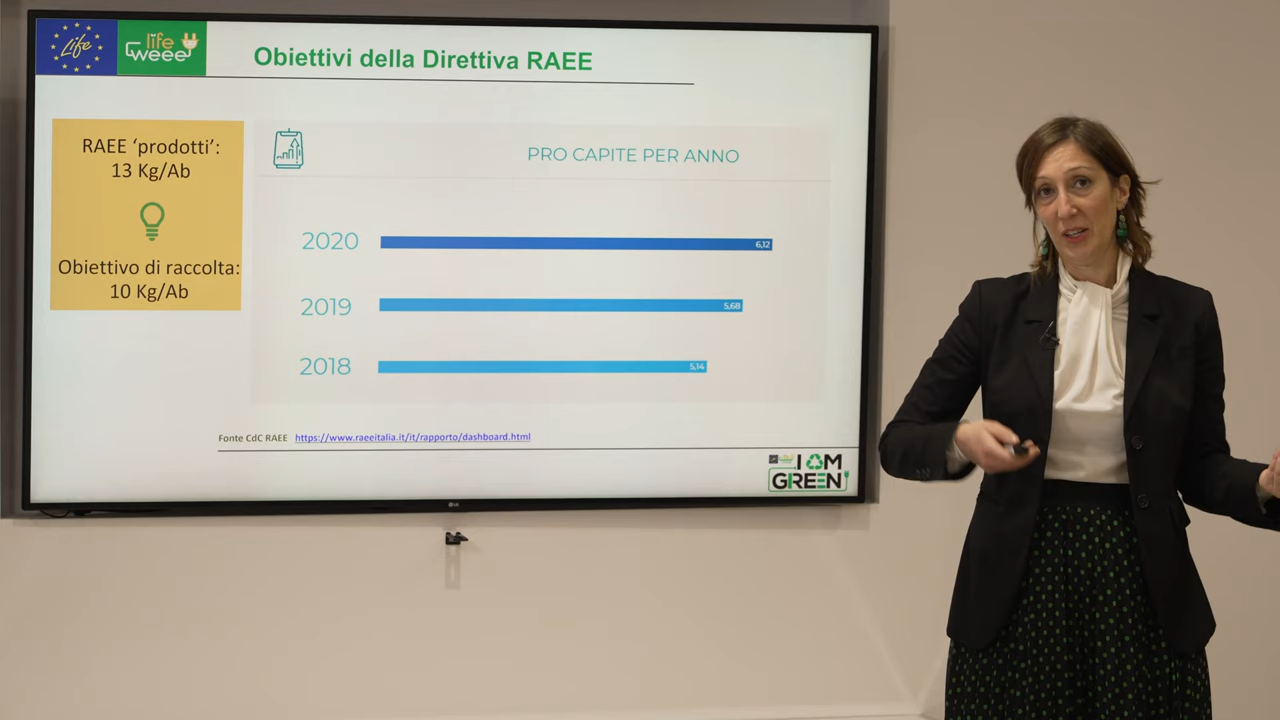 Life
life
weee
Obiettivi della Direttiva RAEE
RAEE ‘prodotti’:
13 Kg/Ab
Obiettivo di raccolta:
10 Kg/Ab
PRO CAPITE PER ANNO
2020
6,12
2019
5,68
2018
5,14
Fonte CdC RAEE https://www.raeeitalia.it/it/rapporto/dashboard.html
I AM
GREEN
LG